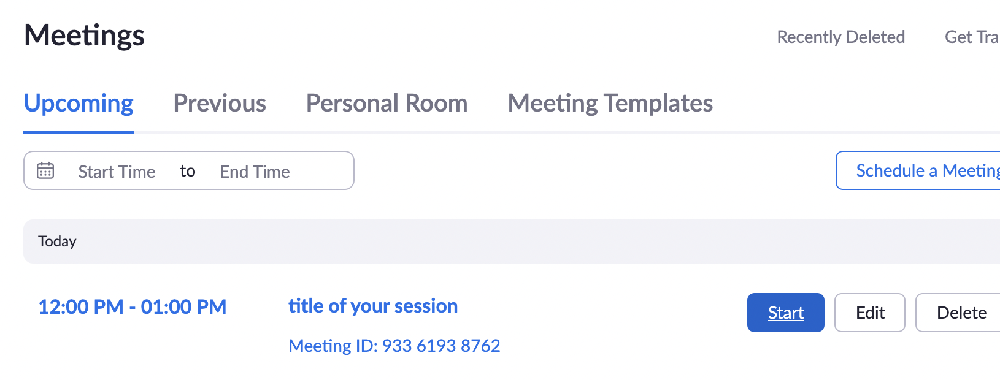 Meetings
Recently Deleted Get Tra
Upcoming Previous Personal Room Meeting Templates
Start Time to End Time
Schedule a Meeting
Today
12:00 PM - 01:00 PM title of your session
Start Edit Delete
Meeting ID: 933 6193 8762